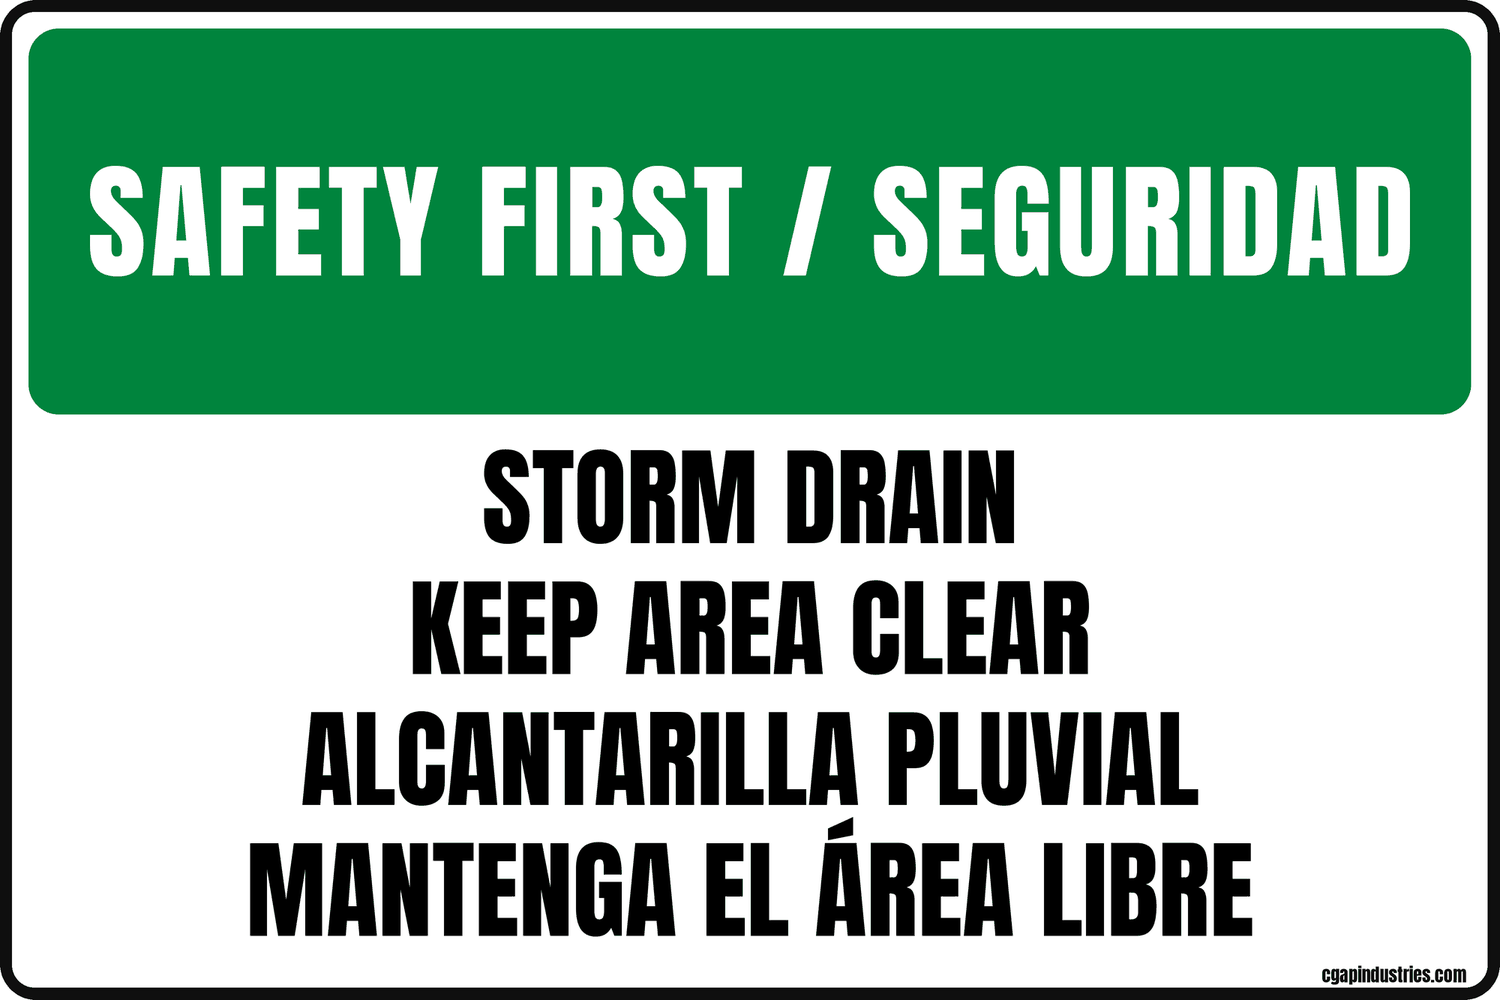 SAFETY FIRST / SEGURIDAD
STORM DRAIN
KEEP AREA CLEAR
ALCANTARILLA PLUVIAL
MANTENGA EL ÁREA LIBRE
cgapindustries.com